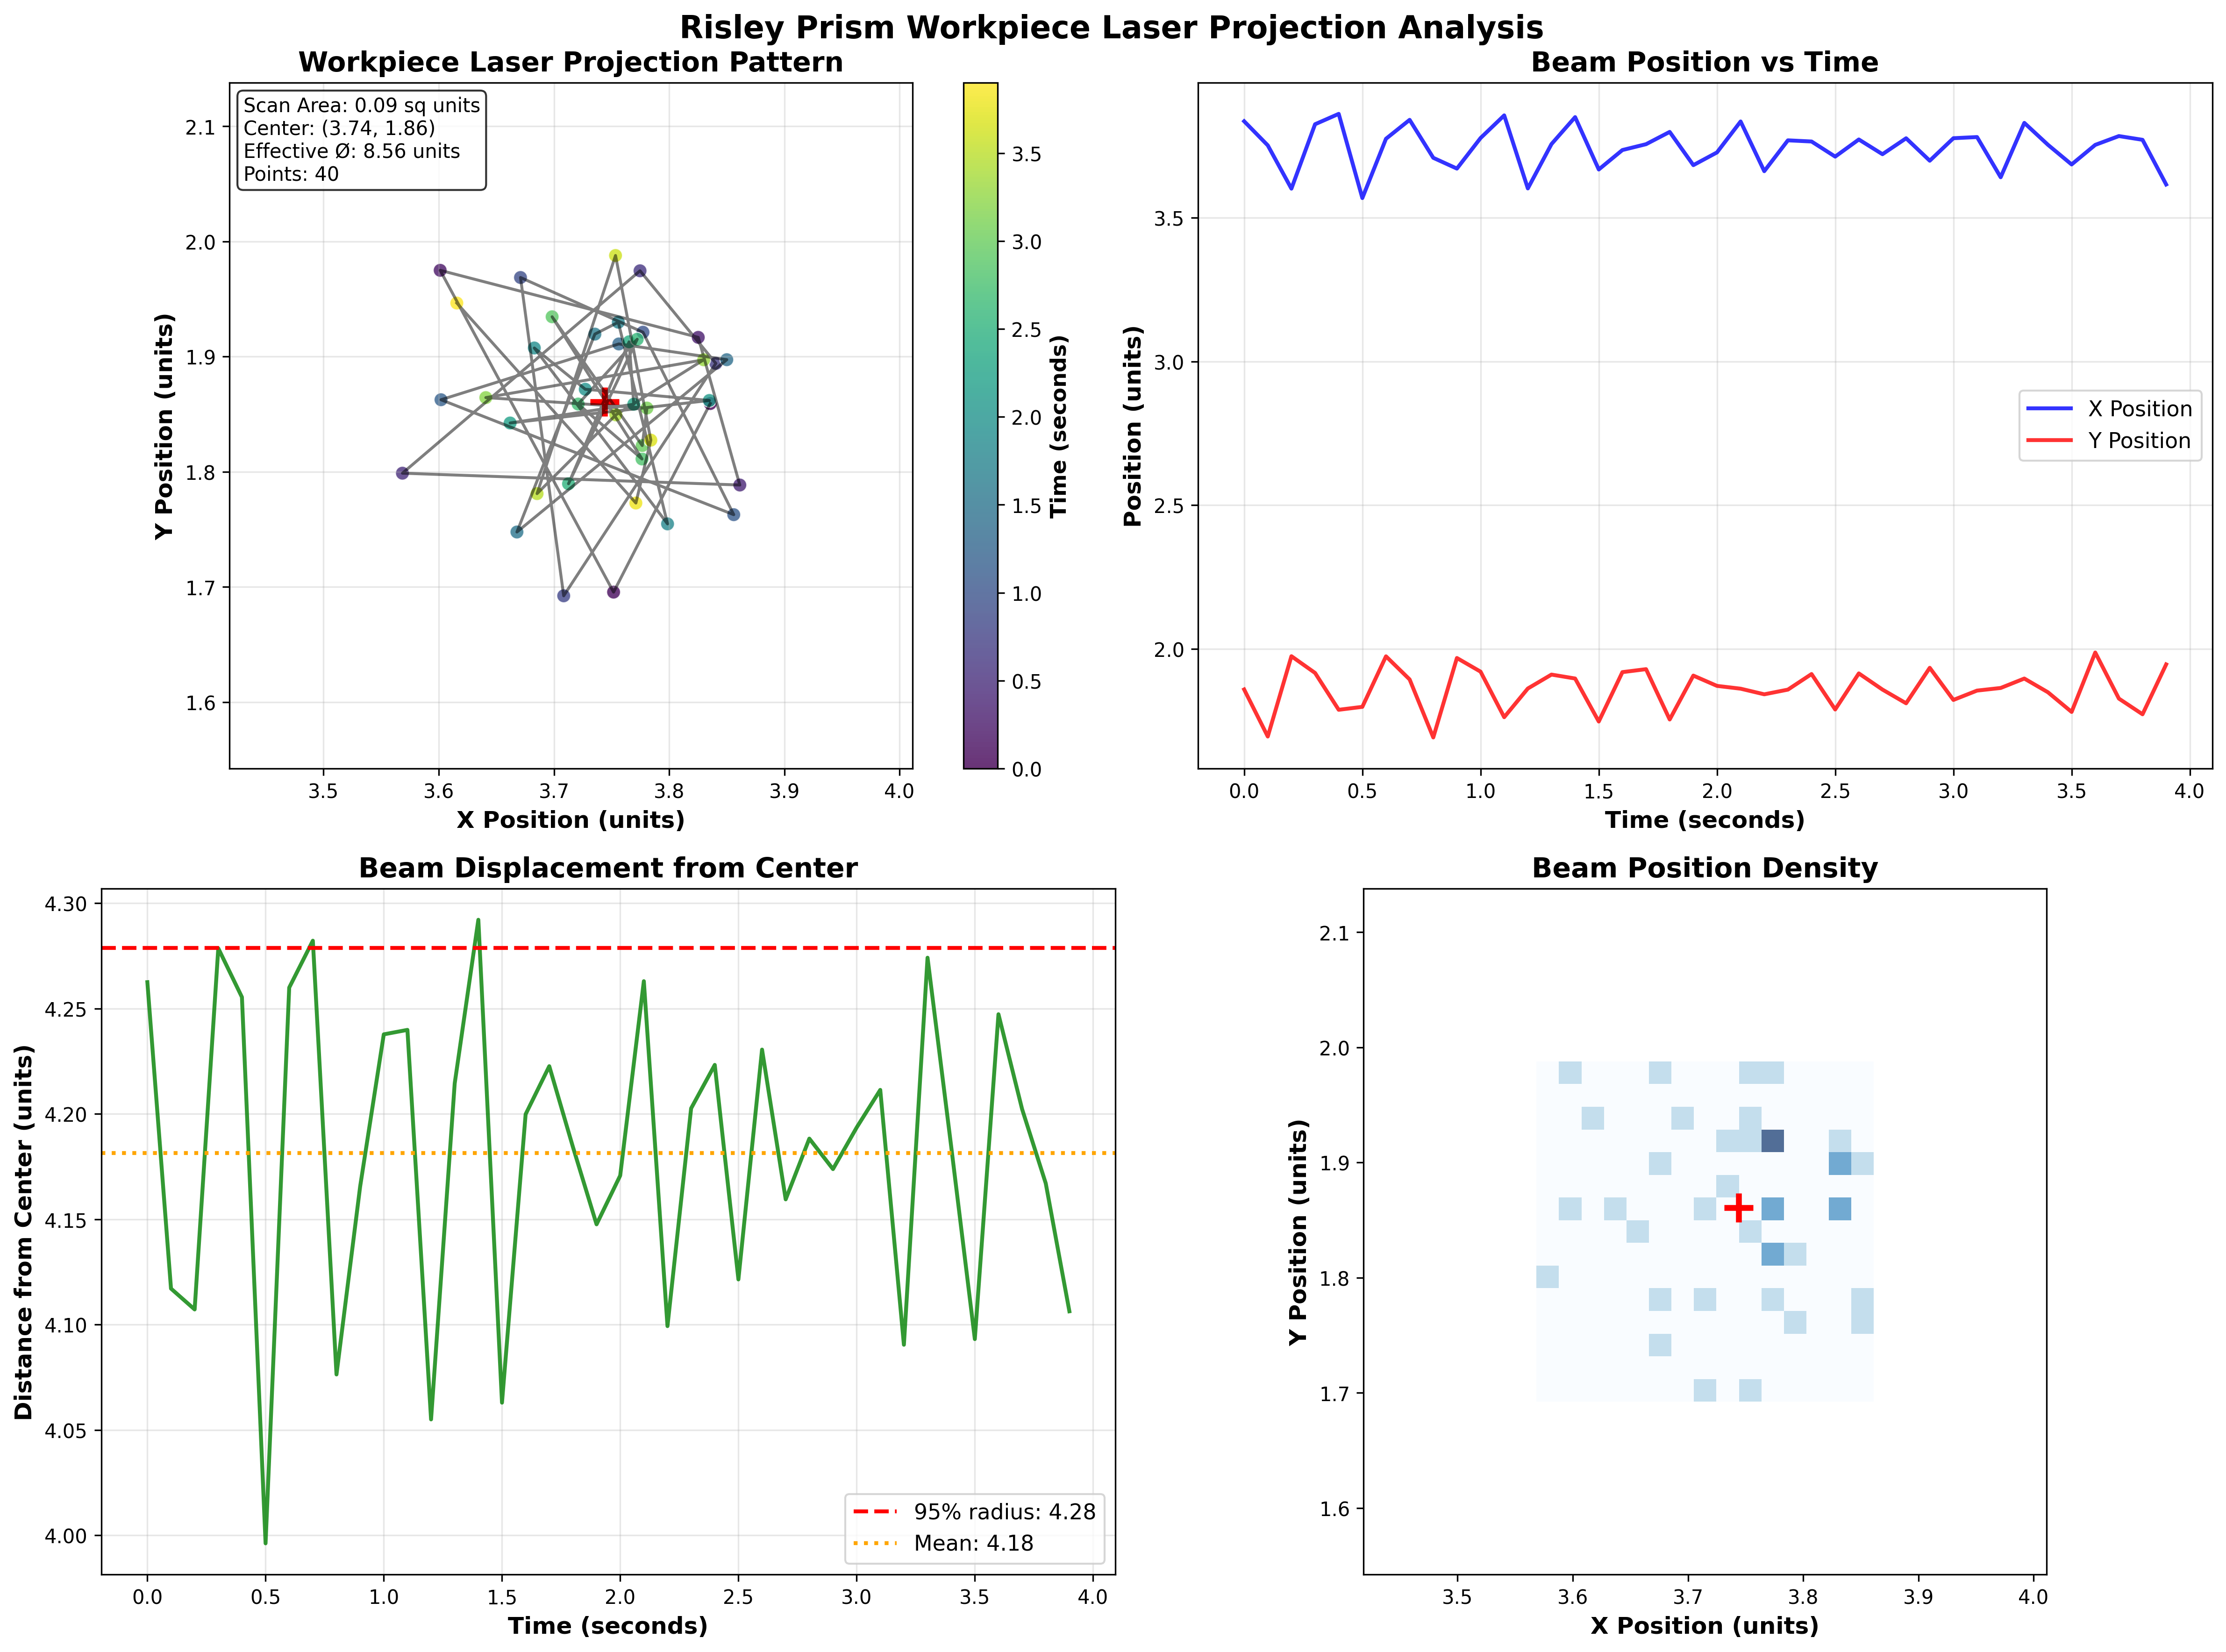 Risley Prism Workpiece Laser Projection Analysis
Workpiece Laser Projection Pattern
Scan Area: 0.09 sq units
Center: (3.74, 1.86)
Effective Ø: 8.56 units
Points: 40
2.1
2.0
1.9
1.8
1.7
1.6
Y Position (units)
3.5
3.6
3.7
3.8
3.9
4.0
X Position (units)
3.5
3.0
2.5
2.0
1.5
1.0
0.5
0.0
Time (seconds)
Beam Position vs Time
3.5
3.0
2.5
2.0
Position (units)
X Position
Y Position
0.0
0.5
1.0
1.5
2.0
2.5
3.0
3.5
4.0
Time (seconds)
Beam Displacement from Center
4.30
4.25
4.20
4.15
4.10
4.05
4.00
Distance from Center (units)
95% radius: 4.28
Mean: 4.18
0.0
0.5
1.0
1.5
2.0
2.5
3.0
3.5
4.0
Time (seconds)
Beam Position Density
2.1
2.0
1.9
1.8
1.7
1.6
Y Position (units)
3.5
3.6
3.7
3.8
3.9
4.0
X Position (units)